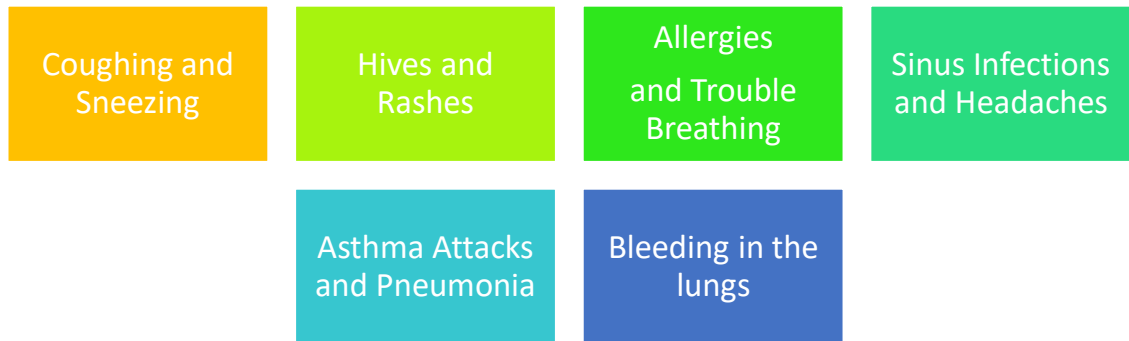 Coughing and
Sneezing
Hives and
Rashes
Allergies
and Trouble
Breathing
Sinus Infections
and Headaches
Asthma Attacks
and Pneumonia
Bleeding in the
lungs